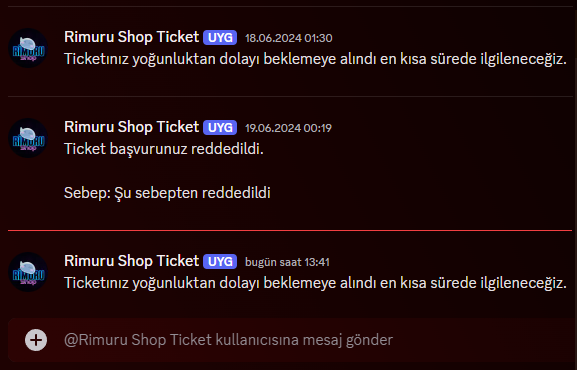 Rimuru Shop Ticket UYG 18.06.2024 01:30
Ticketınız yoğunluktan dolayı beklemeye alındı en kısa sürede ilgileneceğiz.
Rimuru Shop Ticket UYG 19.06.2024 00:19
Ticket başvurunuz reddedildi.
Sebep: Şu sebepten reddedildi
Rimuru Shop Ticket UYG bugün saat 13:41
Ticketınız yoğunluktan dolayı beklemeye alındı en kısa sürede ilgileneceğiz.
@Rimuru Shop Ticket kullanıcısına mesaj gönder